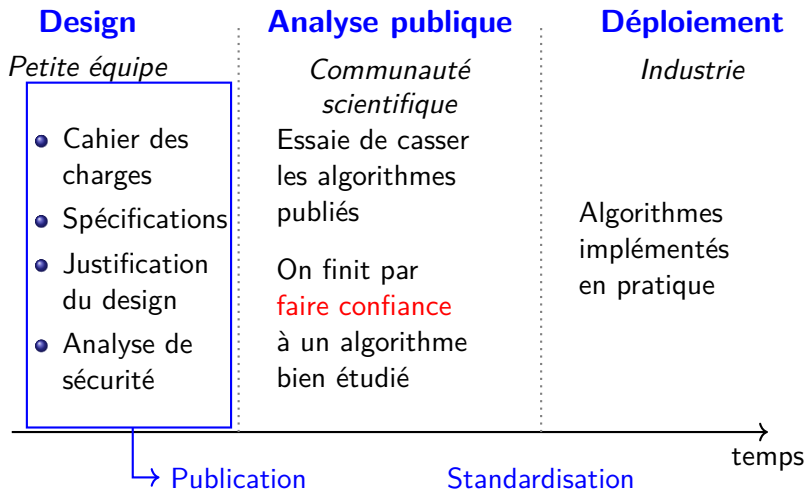 Design
Petite équipe
Cahier des
charges
Spécifications
Justification
du design
Analyse de
sécurité
Analyse publique
Communauté
scientifique
Essaie de casser
les algorithmes
publiés
On finit par
faire confiance
à un algorithme
bien étudié
Déploiement
Industrie
Algorithmes
implémentés
en pratique
temps
Publication
Standardisation